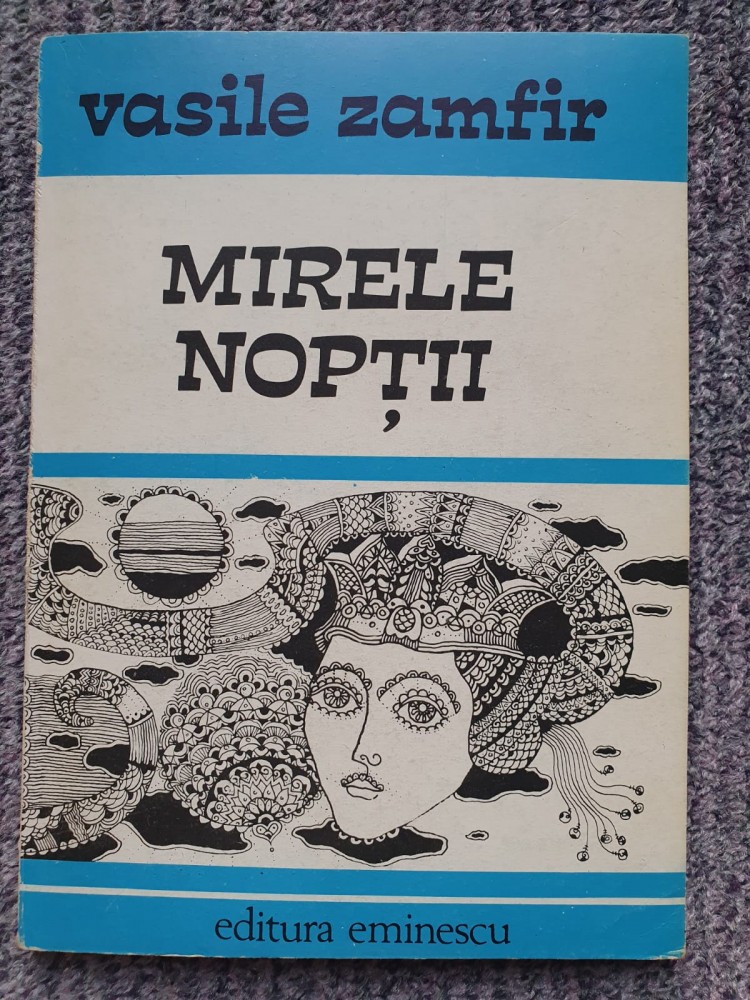 vasile zamfir
MIRELE
NOPȚII
editura eminescu